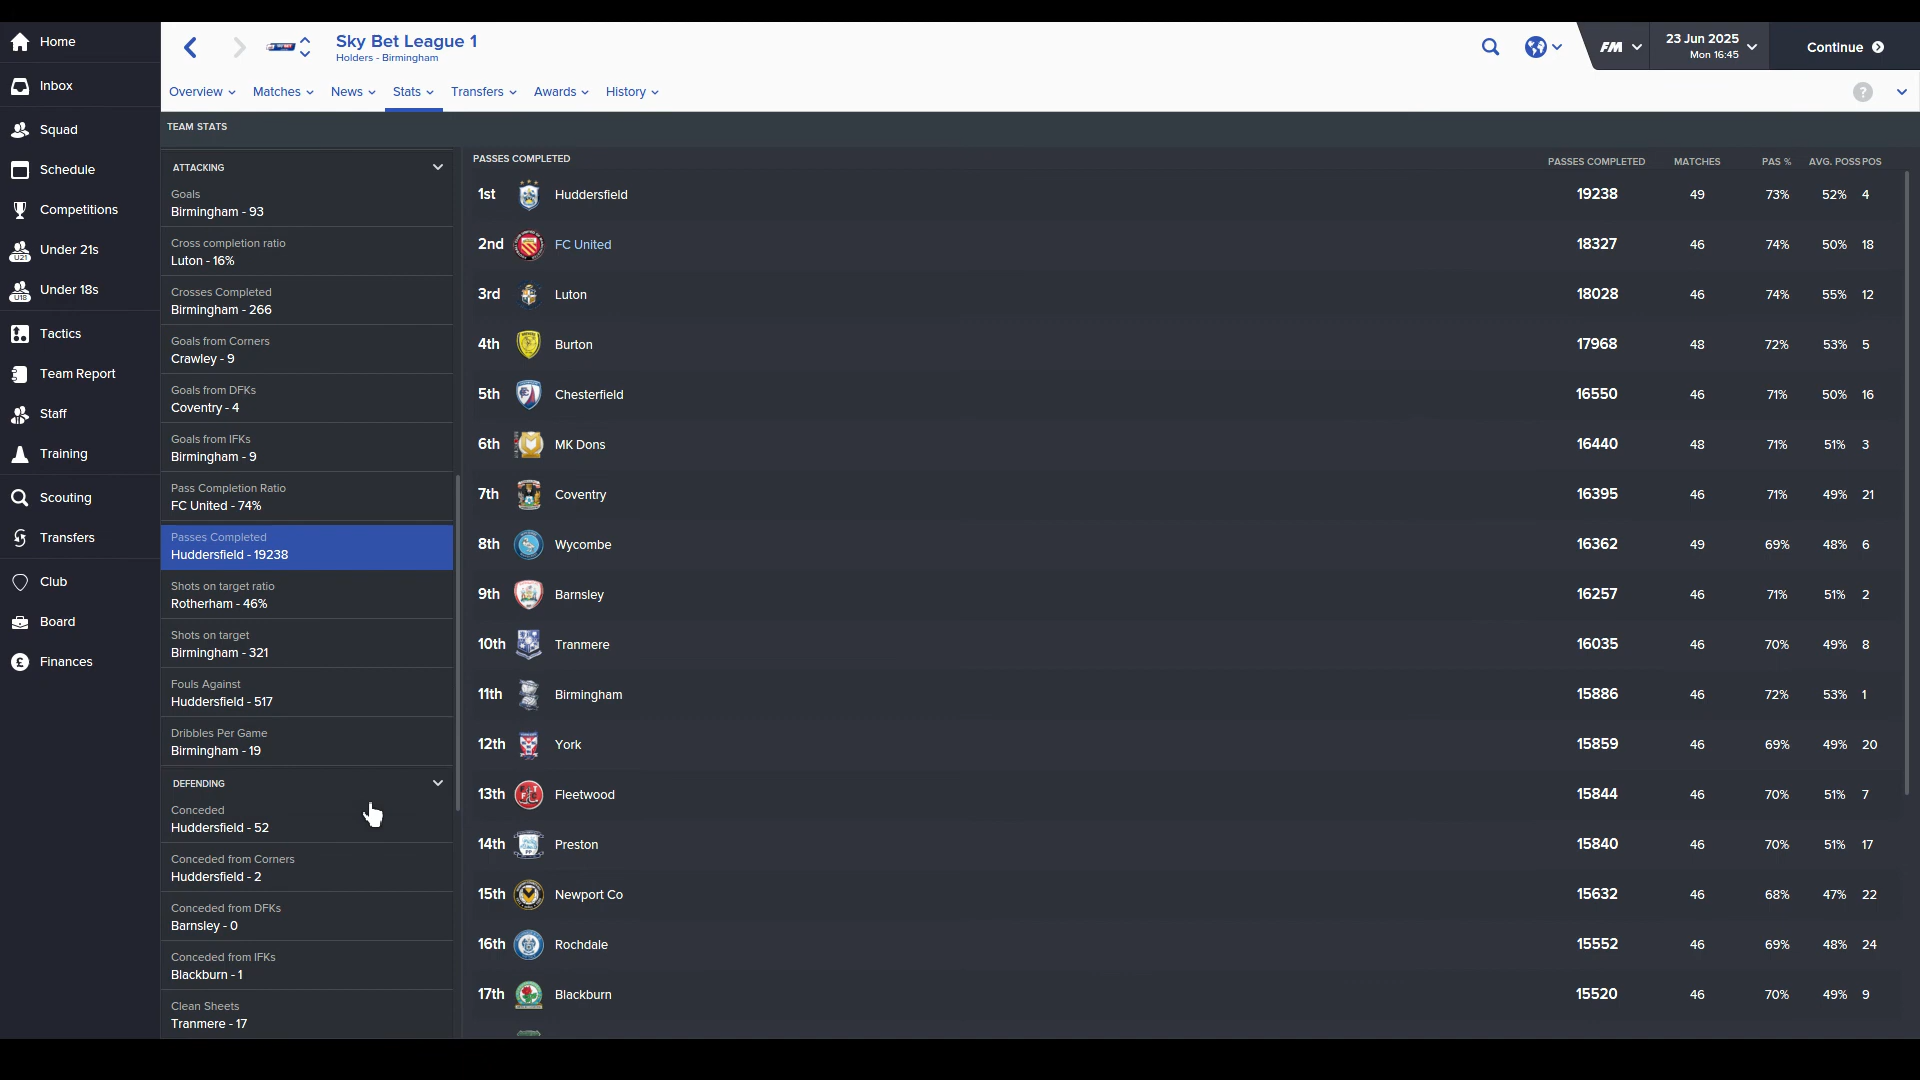 Home
Inbox
Squad
Schedule
Competitions
U21
Under 21s
U18
Under 18s
Tactics
Team Report
Staff
Training
Scouting
Transfers
Club
Board
Finances
Sky Bet League 1
Holders - Birmingham
FM
23 Jun 2025
Mon 16:45
Continue
Overview
Matches
News
Stats
Transfers
Awards
History
?
TEAM STATS
ATTACKING
Goals
Birmingham - 93
Cross completion ratio
Luton - 16%
Crosses Completed
Birmingham - 266
Goals from Corners
Crawley - 9
Goals from DFKs
Coventry - 4
Goals from IFKs
Birmingham - 9
Pass Completion Ratio
FC United - 74%
Passes Completed
Huddersfield - 19238
Shots on target ratio
Rotherham - 46%
Shots on target
Birmingham - 321
Fouls Against
Huddersfield - 517
Dribbles Per Game
Birmingham - 19
DEFENDING
Conceded
Huddersfield - 52
Conceded from Corners
Huddersfield - 2
Conceded from DFKs
Barnsley - 0
Conceded from IFKs
Blackburn - 1
Clean Sheets
Tranmere - 17
PASSES COMPLETED
PASSES COMPLETED MATCHES PAS % AVG. POSS POS
1st Huddersfield 19238 49 73% 52% 4
2nd FC United 18327 46 74% 50% 18
3rd Luton 18028 46 74% 55% 12
4th Burton 17968 48 72% 53% 5
5th Chesterfield 16550 46 71% 50% 16
6th MK Dons 16440 48 71% 51% 3
7th Coventry 16395 46 71% 49% 21
8th Wycombe 16362 49 69% 48% 6
9th Barnsley 16257 46 71% 51% 2
10th Tranmere 16035 46 70% 49% 8
11th Birmingham 15886 46 72% 53% 1
12th York 15859 46 69% 49% 20
13th Fleetwood 15844 46 70% 51% 7
14th Preston 15840 46 70% 51% 17
15th Newport Co 15632 46 68% 47% 22
16th Rochdale 15552 46 69% 48% 24
17th Blackburn 15520 46 70% 49% 9